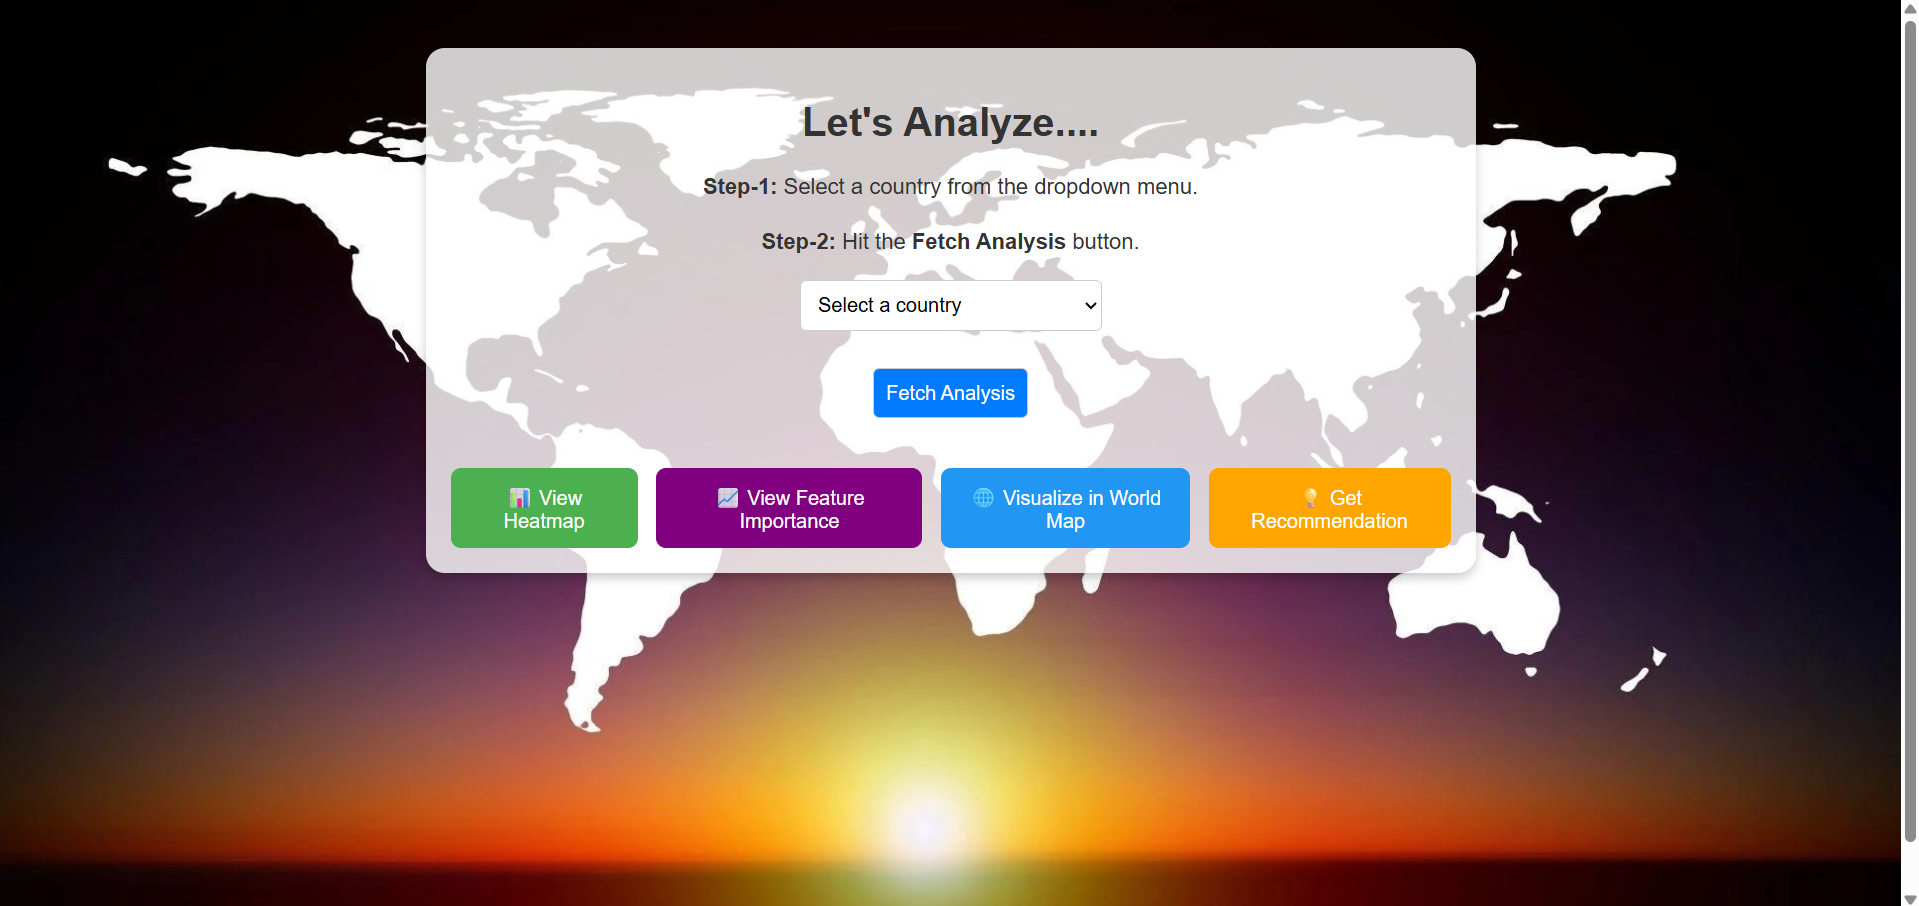 Let's Analyze....
Step-1: Select a country from the dropdown menu.
Step-2: Hit the Fetch Analysis button.
Select a country
Fetch Analysis
📊 View
Heatmap
📈 View Feature
Importance
🌐 Visualize in World
Map
💡 Get
Recommendation